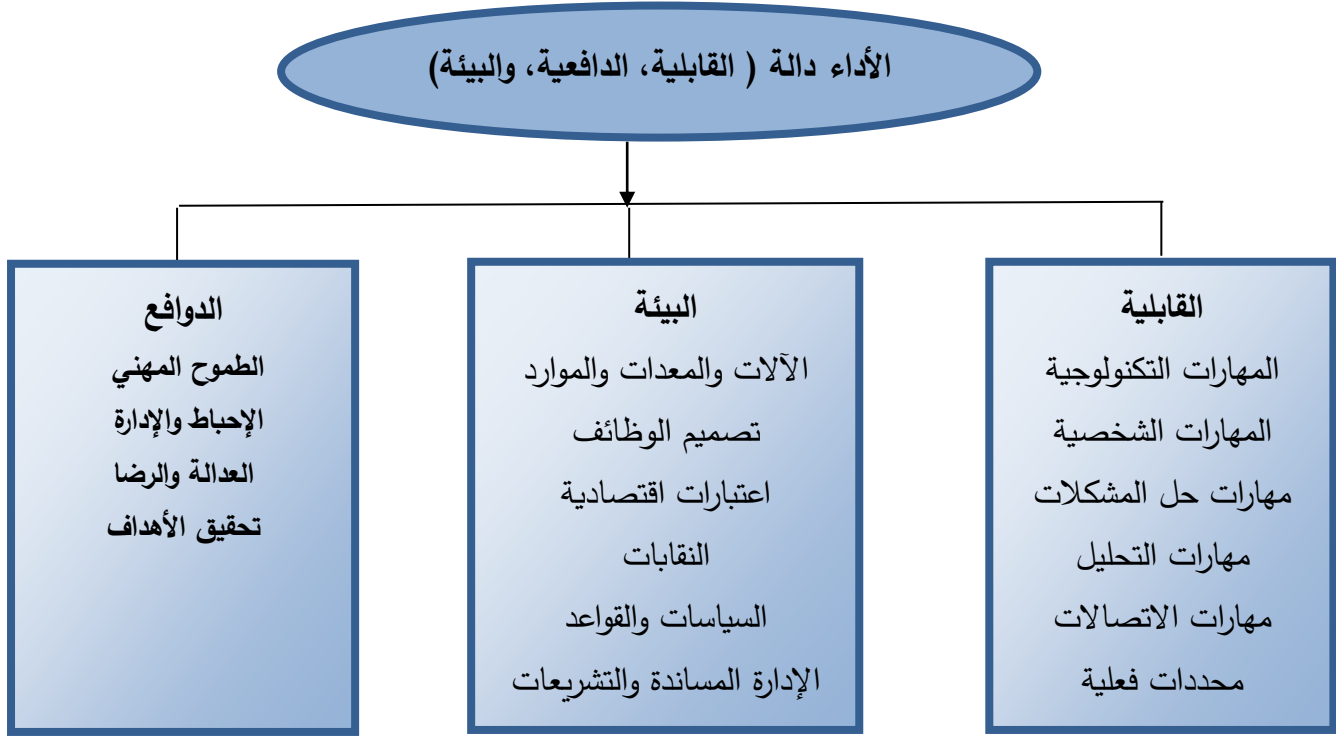 الأداء دالة ( القابلية، الدافعية، والبيئة)
القابلية
المهارات التكنولوجية
المهارات الشخصية
مهارات حل المشكلات
مهارات التحليل
مهارات الاتصالات
محددات فعلية
البيئة
الآلات والمعدات والموارد
تصميم الوظائف
اعتبارات اقتصادية
النقابات
السياسات والقواعد
الإدارة المساندة والتشريعات
الدوافع
الطموح المهني
الإحباط والإدارة
العدالة والرضا
تحقيق الأهداف